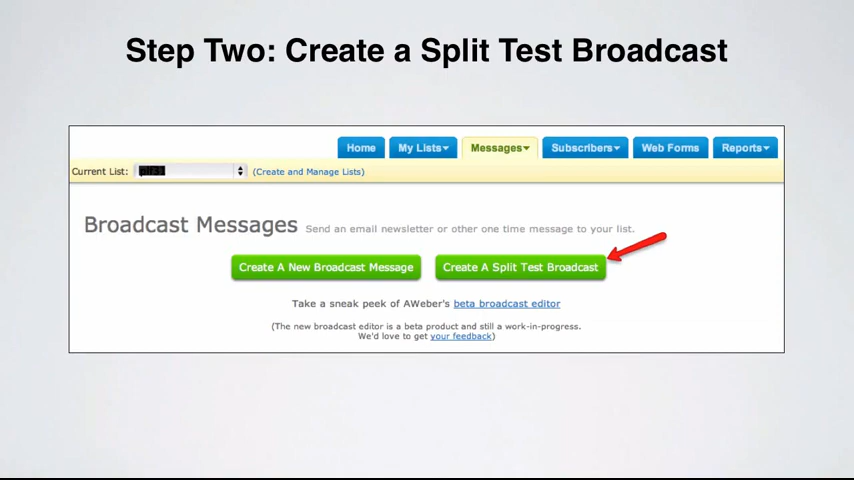 Step Two: Create a Split Test Broadcast
Home My Lists Messages Subscribers Web Forms Reports
Current List: (Create and Manage Lists)
Broadcast Messages Send an email newsletter or other one time message to your list.
Create A New Broadcast Message Create A Split Test Broadcast
Take a sneak peek of AWeber's beta broadcast editor
(The new broadcast editor is a beta product and still a work-in-progress.
We'd love to get your feedback)